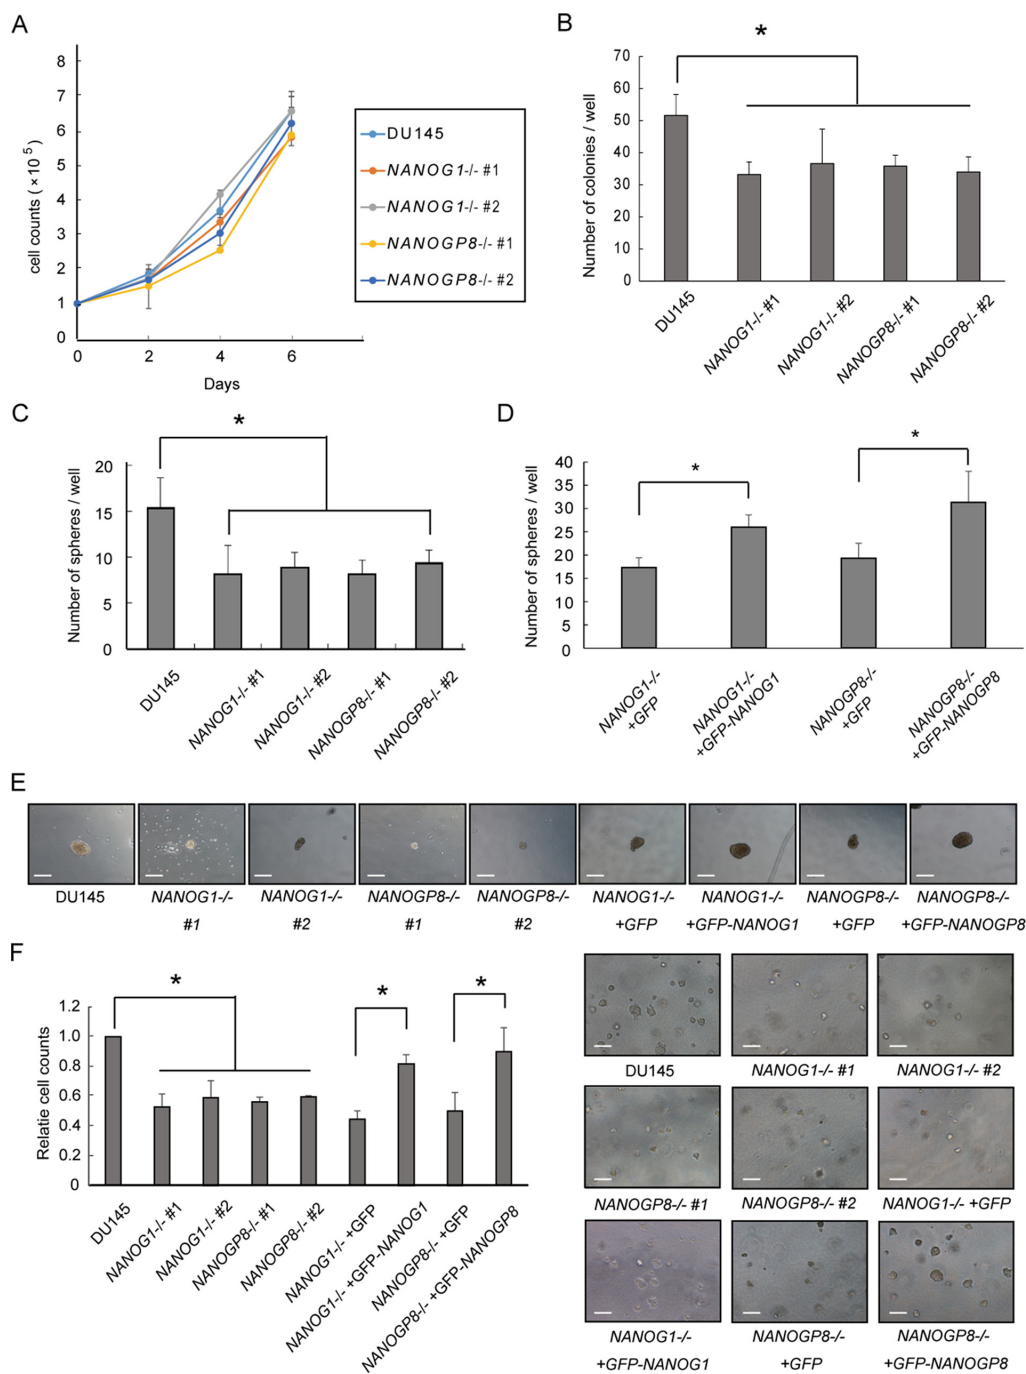 A
8
7
6
5
4
3
2
1
0
cell counts ( ×10 5)
0 2 4 6
Days
DU145
NANOG1-/- #1
NANOG1-/- #2
NANOGP8-/- #1
NANOGP8-/- #2
B
*
70
60
50
40
30
20
10
0
Number of colonies / well
DU145
NANOG1-/- #1
NANOG1-/- #2
NANOGP8-/- #1
NANOGP8-/- #2
C
*
20
15
10
5
0
Number of spheres / well
DU145
NANOG1-/- #1
NANOG1-/- #2
NANOGP8-/- #1
NANOGP8-/- #2
D
*
*
40
35
30
25
20
15
10
5
0
Number of spheres / well
NANOG1-/-
+GFP
NANOG1-/-
+GFP-NANOG1
NANOGP8-/-
+GFP
NANOGP8-/-
+GFP-NANOGP8
E
DU145
NANOG1-/-
#1
NANOG1-/-
#2
NANOGP8-/-
#1
NANOGP8-/-
#2
NANOG1-/-
+GFP
NANOG1-/-
+GFP-NANOG1
NANOGP8-/-
+GFP
NANOGP8-/-
+GFP-NANOGP8
F
*
*
*
1.2
1.0
0.8
0.6
0.4
0.2
0
Relatie cell counts
DU145
NANOG1-/- #1
NANOG1-/- #2
NANOGP8-/- #1
NANOGP8-/- #2
NANOG1-/- +GFP
NANOG1-/- +GFP-NANOG1
NANOGP8-/- +GFP
NANOGP8-/- +GFP-NANOGP8
DU145
NANOG1-/- #1
NANOG1-/- #2
NANOGP8-/- #1
NANOGP8-/- #2
NANOG1-/- +GFP
NANOG1-/-
+GFP-NANOG1
NANOGP8-/-
+GFP
NANOGP8-/-
+GFP-NANOGP8